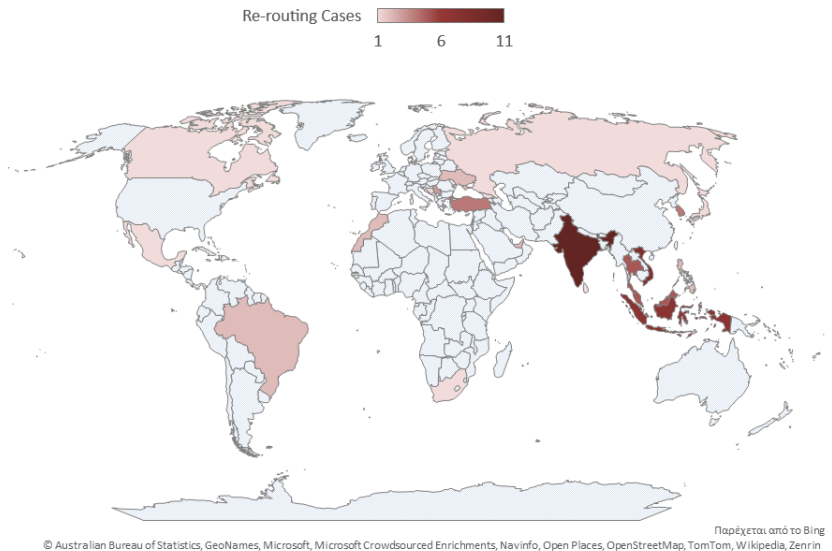 Re-routing Cases
1 6 11
Παρέχεται από το Bing
© Australian Bureau of Statistics, GeoNames, Microsoft, Microsoft Crowdsourced Enrichments, Navinfo, Open Places, OpenStreetMap, TomTom, Wikipedia, Zenrin